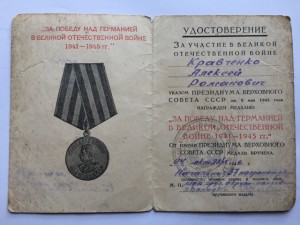 "ЗА ПОБЕДУ НАД ГЕРМАНИЕЙ
В ВЕЛИКОЙ ОТЕЧЕСТВЕННОЙ ВОЙНЕ
1941—1945 гг."
УДОСТОВЕРЕНИЕ
ЗА УЧАСТИЕ В ВЕЛИКОЙ
ОТЕЧЕСТВЕННОЙ ВОЙНЕ
Кравченко
Алексей
Романович
УКАЗОМ ПРЕЗИДИУМА ВЕРХОВНОГО
СОВЕТА СССР от 9 мая 1945 года
НАГРАЖДЕН МЕДАЛЬЮ
"ЗА ПОБЕДУ НАД ГЕРМАНИЕЙ
В ВЕЛИКОЙ ОТЕЧЕСТВЕННОЙ
ВОЙНЕ 1941—1945 гг."
ОТ ИМЕНИ ПРЕЗИДИУМА ВЕРХОВНОГО
СОВЕТА СССР МЕДАЛЬ ВРУЧЕНА
М. П.